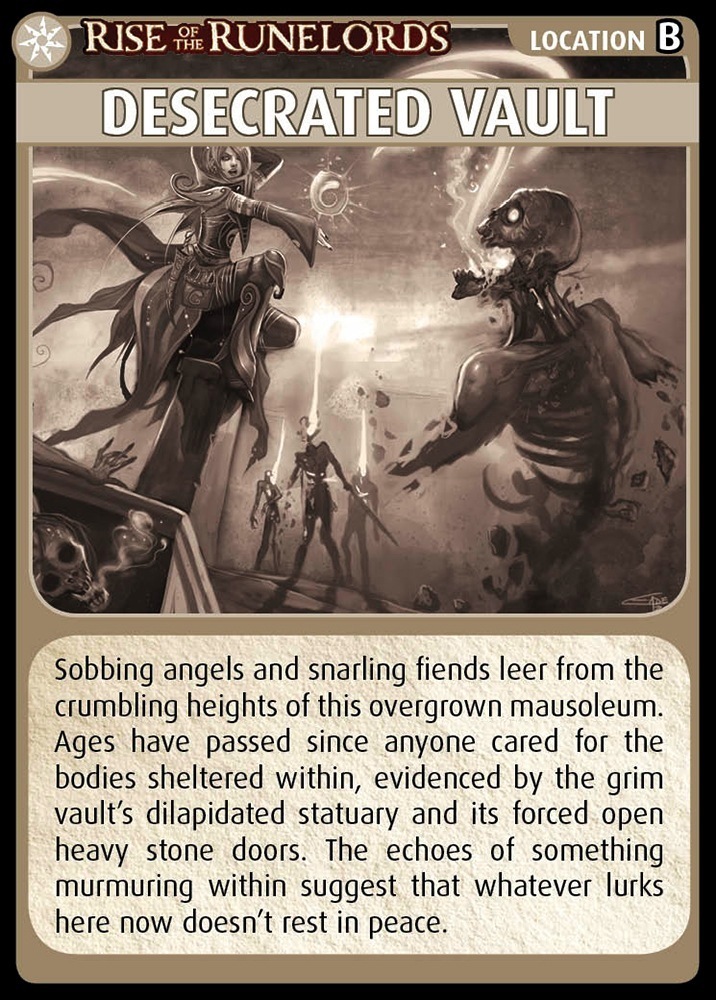 RISE OF THE RUNELORDS
LOCATION B
DESECRATED VAULT
Sobbing angels and snarling fiends leer from the
crumbling heights of this overgrown mausoleum.
Ages have passed since anyone cared for the
bodies sheltered within, evidenced by the grim
vault’s dilapidated statuary and its forced open
heavy stone doors. The echoes of something
murmuring within suggest that whatever lurks
here now doesn’t rest in peace.